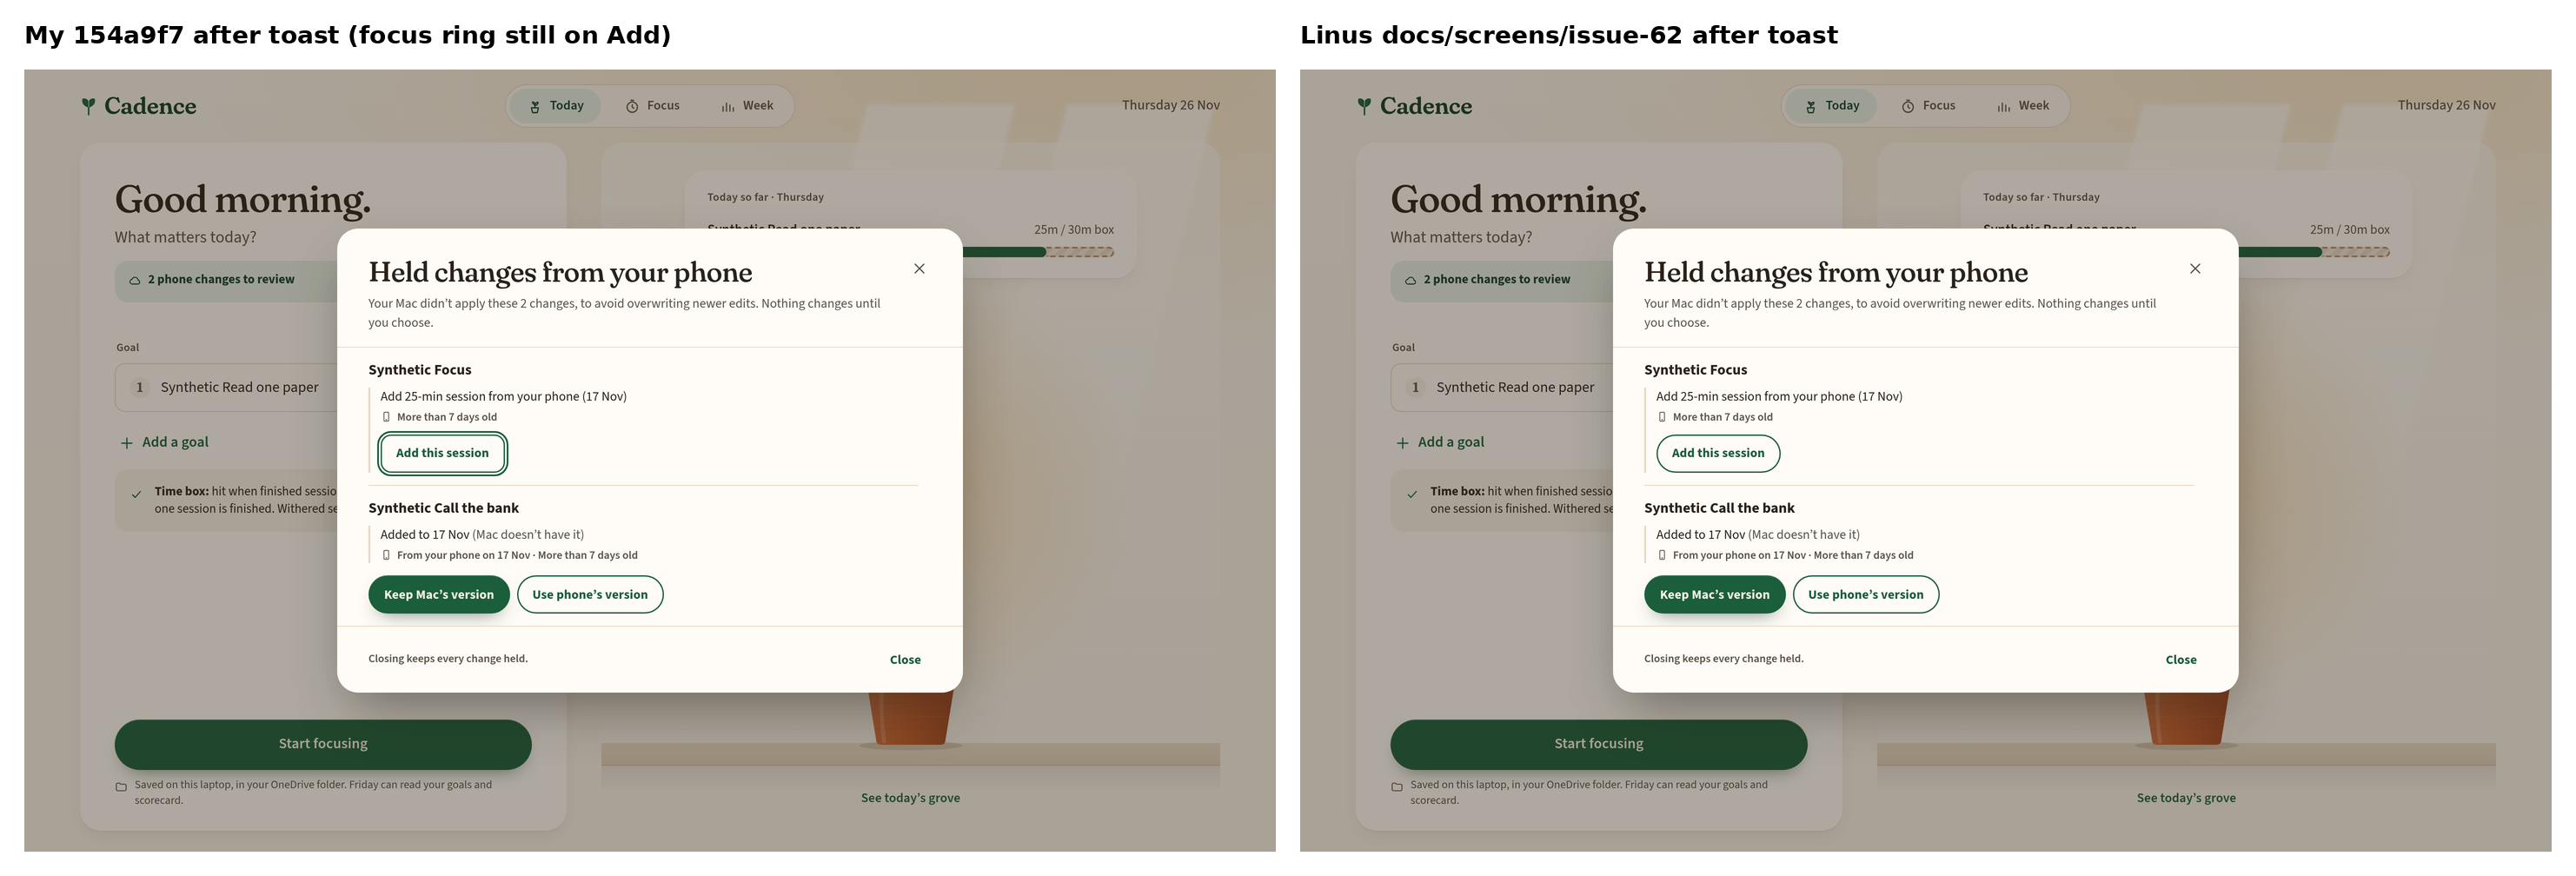 My 154a9f7 after toast (focus ring still on Add)
Cadence
Today
Focus
Week
Thursday 26 Nov
Good morning.
What matters today?
2 phone changes to review
Goal
1 Synthetic Read one paper
Add a goal
Time box: hit when finished sessio
one session is finished. Withered se
Start focusing
Saved on this laptop, in your OneDrive folder. Friday can read your goals and
scorecard.
Today so far · Thursday
Synthetic Read one paper
25m / 30m box
See today’s grove
Held changes from your phone
Your Mac didn’t apply these 2 changes, to avoid overwriting newer edits. Nothing changes until
you choose.
Synthetic Focus
Add 25-min session from your phone (17 Nov)
More than 7 days old
Add this session
Synthetic Call the bank
Added to 17 Nov (Mac doesn’t have it)
From your phone on 17 Nov · More than 7 days old
Keep Mac’s version
Use phone’s version
Closing keeps every change held.
Close
Linus docs/screens/issue-62 after toast
Cadence
Today
Focus
Week
Thursday 26 Nov
Good morning.
What matters today?
2 phone changes to review
Goal
1 Synthetic Read one paper
Add a goal
Time box: hit when finished sessio
one session is finished. Withered se
Start focusing
Saved on this laptop, in your OneDrive folder. Friday can read your goals and
scorecard.
Today so far · Thursday
Synthetic Read one paper
25m / 30m box
See today’s grove
Held changes from your phone
Your Mac didn’t apply these 2 changes, to avoid overwriting newer edits. Nothing changes until
you choose.
Synthetic Focus
Add 25-min session from your phone (17 Nov)
More than 7 days old
Add this session
Synthetic Call the bank
Added to 17 Nov (Mac doesn’t have it)
From your phone on 17 Nov · More than 7 days old
Keep Mac’s version
Use phone’s version
Closing keeps every change held.
Close